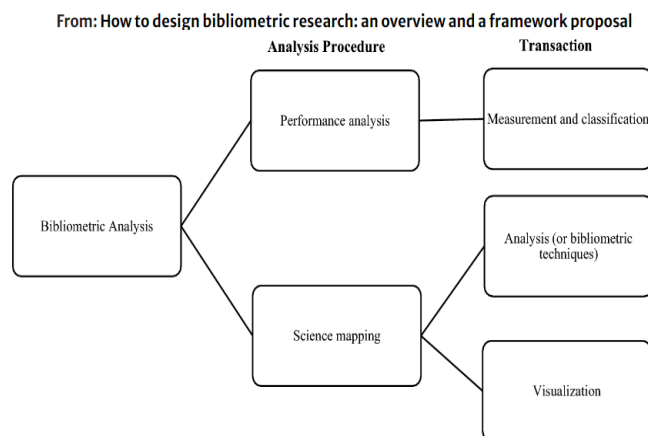 From: How to design bibliometric research: an overview and a framework proposal
Analysis Procedure
Transaction
Performance analysis
Measurement and classification
Bibliometric Analysis
Analysis (or bibliometric
techniques)
Science mapping
Visualization